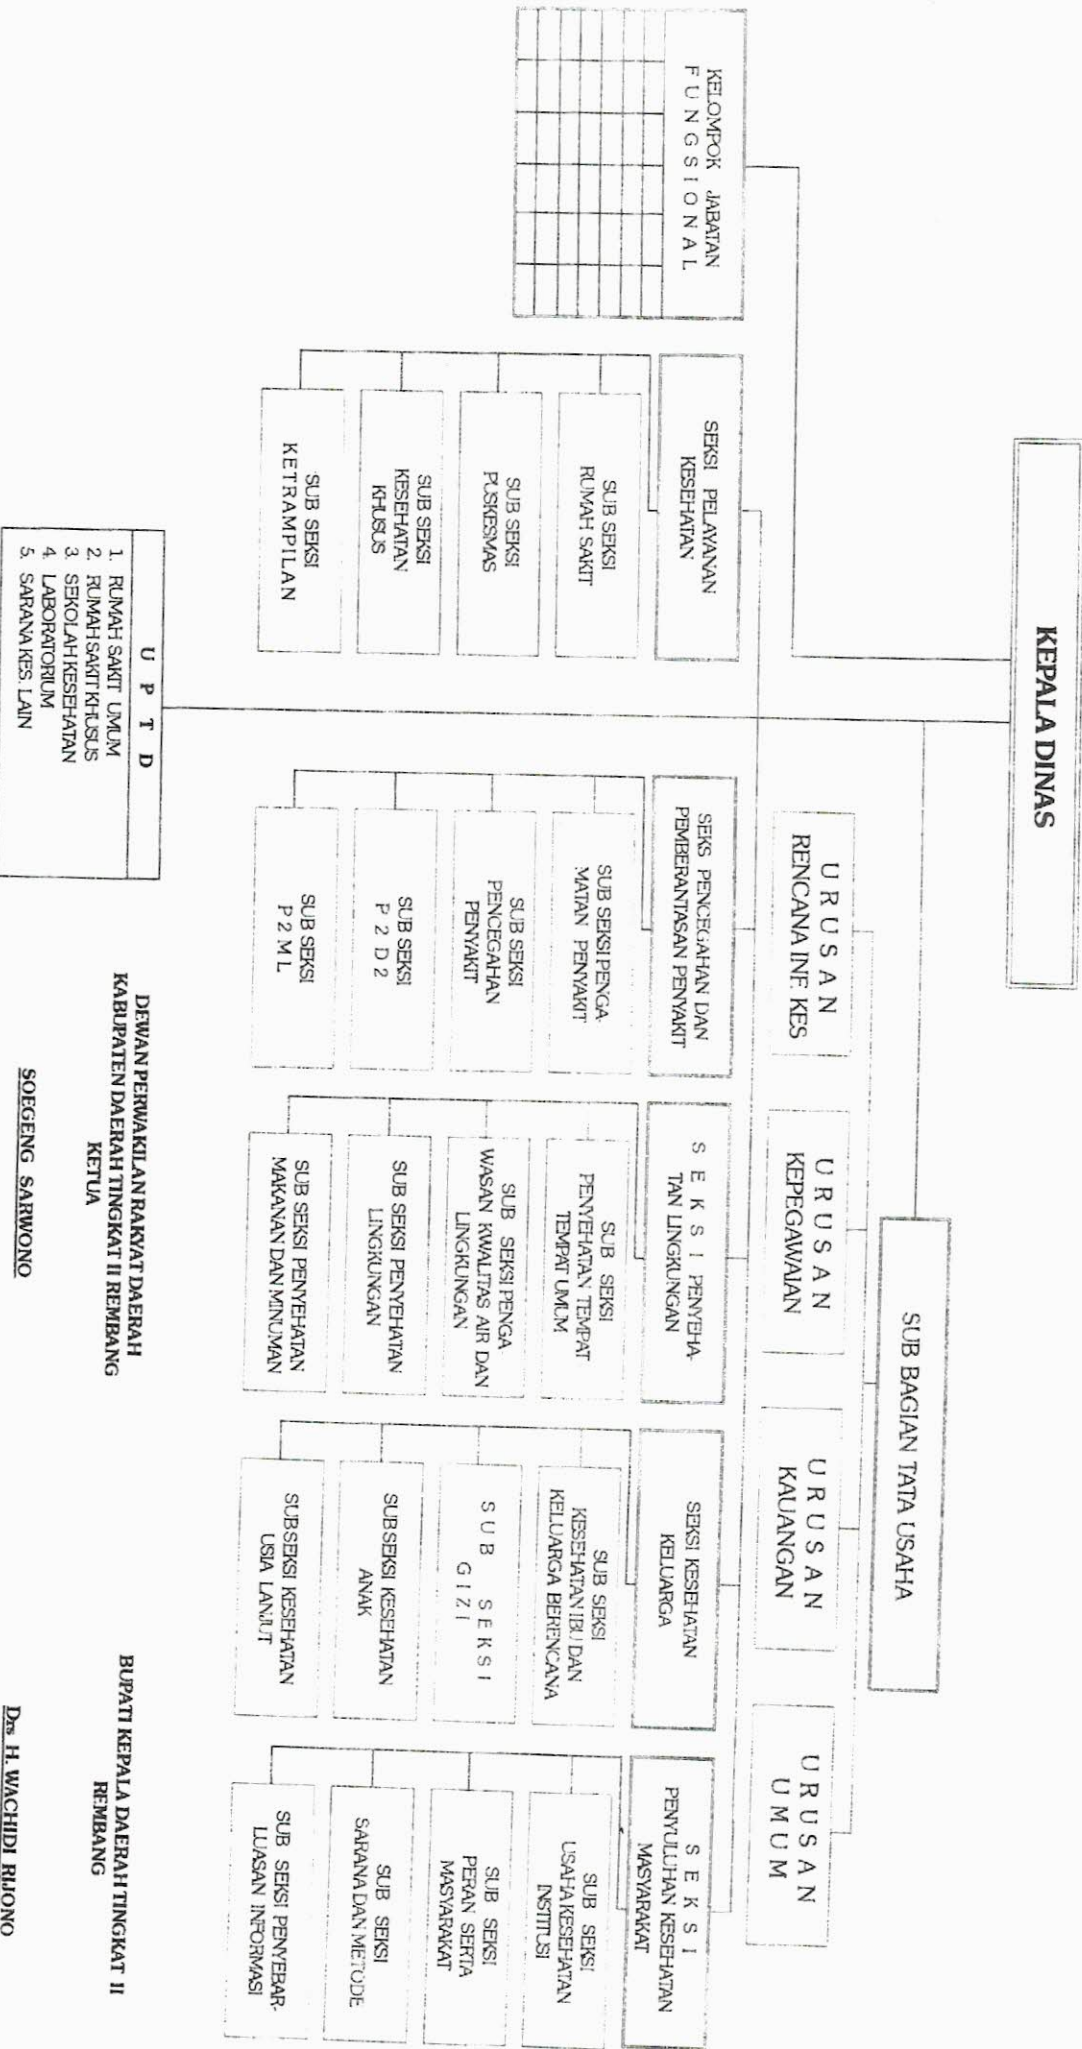 KEPALA DINAS
SUB BAGIAN TATA USAHA
U R U S A N
RENCANA INF. KES
U R U S A N
KEPEGAWAIAN
U R U S A N
KAUANGAN
U R U S A N
U M U M
KELOMPOK JABATAN
F U N G S I O N A L
SEKSI PELAYANAN
KESEHATAN
SUB SEKSI
RUMAH SAKIT
SUB SEKSI
PUSKESMAS
SUB SEKSI
KESEHATAN
KHUSUS
SUB SEKSI
KETRAMPILAN
SEKS PENCEGAHAN DAN
PEMBERANTASAN PENYAKIT
SUB SEKSI PENGA-
MATAN PENYAKIT
SUB SEKSI
PENCEGAHAN
PENYAKIT
SUB SEKSI
P 2 D 2
SUB SEKSI
P 2 M L
S E K S I PENYEHA-
TAN LINGKUNGAN
SUB SEKSI
PENYEHATAN TEMPAT
TEMPAT UMUM
SUB SEKSI PENGA
WASAN KWALITAS AIR DAN
LINGKUNGAN
SUB SEKSI PENYEHATAN
LINGKUNGAN
SUB SEKSI PENYEHATAN
MAKANAN DAN MINUMAN
SEKSI KESEHATAN
KELUARGA
SUB SEKSI
KESEHATAN IBU DAN
KELUARGA BERENCANA
S U B S E K S I
G I Z I
SUB SEKSI KESEHATAN
ANAK
SUB SEKSI KESEHATAN
USIA LANJUT
S E K S I
PENYULUHAN KESEHATAN
MASYARAKAT
SUB SEKSI
USAHA KESEHATAN
INSTITUSI
SUB SEKSI
PERAN SERTA
MASYARAKAT
SUB SEKSI
SARANA DAN METODE
SUB SEKSI PENYEBAR-
LUASAN INFORMASI
U P T D
1. RUMAH SAKIT UMUM
2. RUMAH SAKIT KHUSUS
3. SEKOLAH KESEHATAN
4. LABORATORIUM
5. SARANA KES. LAIN
DEWAN PERWAKILAN RAKYAT DAERAH
KABUPATEN DAERAH TINGKAT II REMBANG
KETUA
SOEGENG SARWONO
BUPATI KEPALA DAERAH TINGKAT II
REMBANG
Drs H. WACHIDI RIJONO